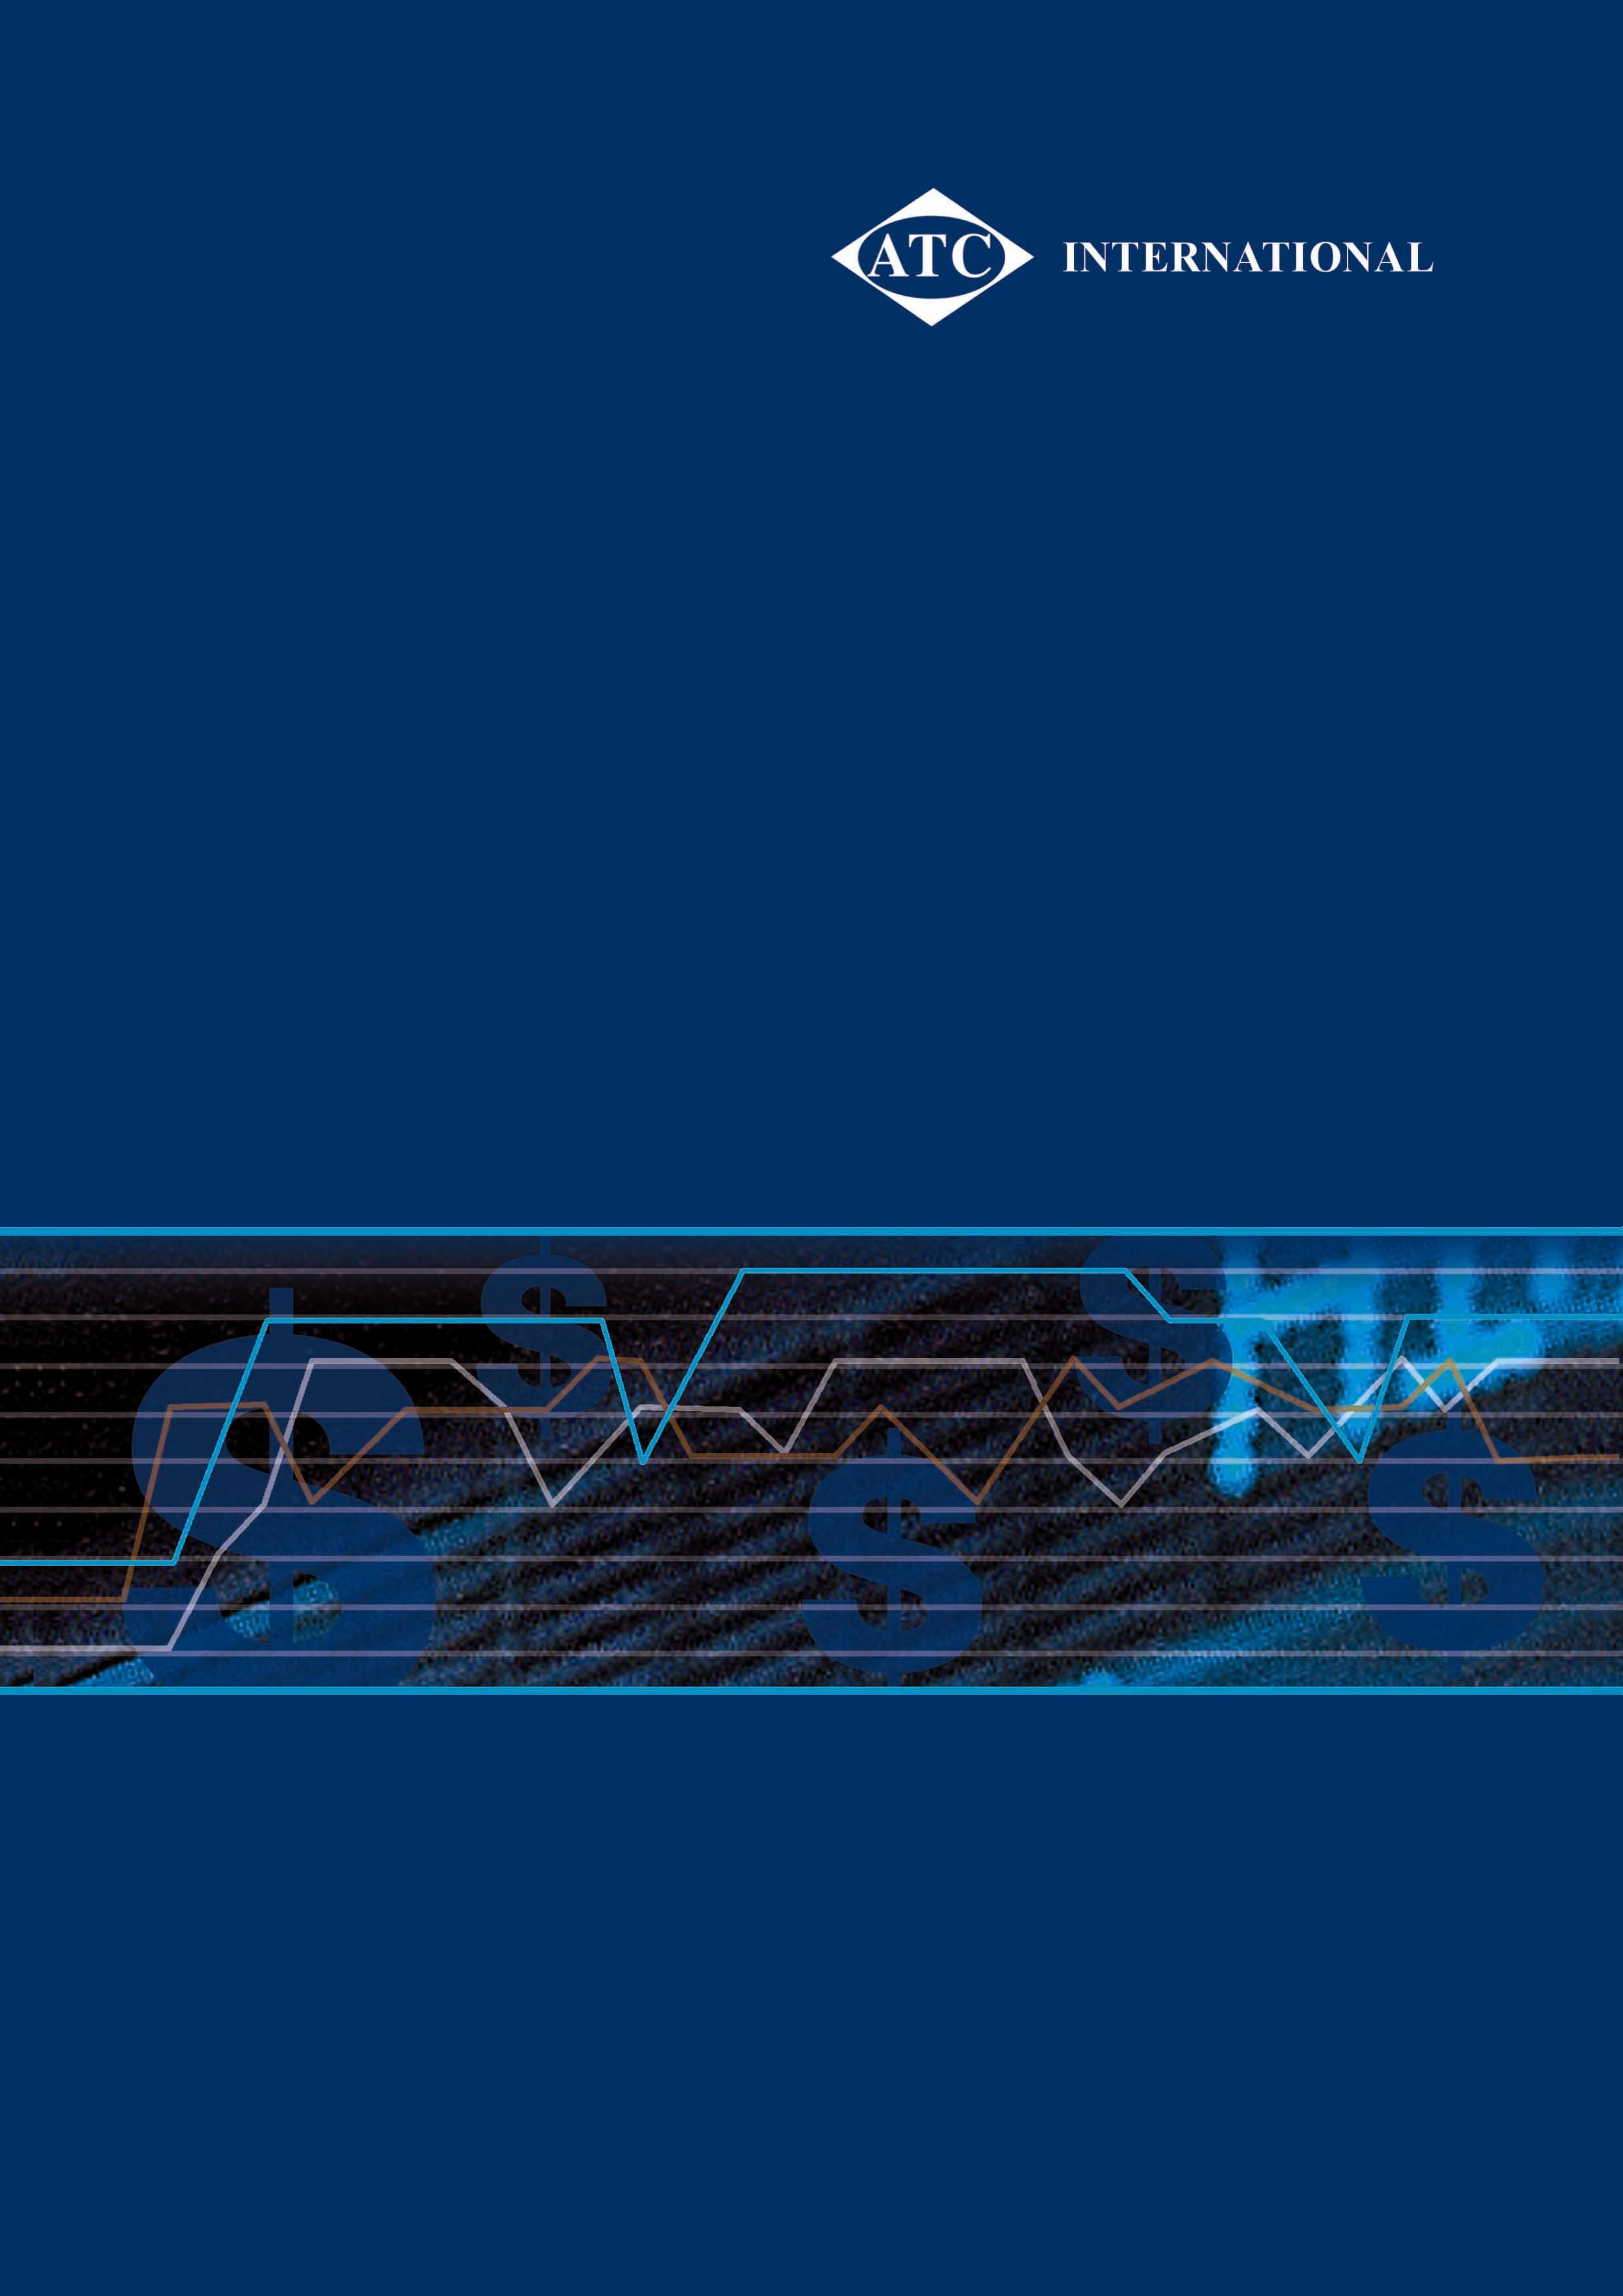 ATC INTERNATIONAL
$ $ $ $ $